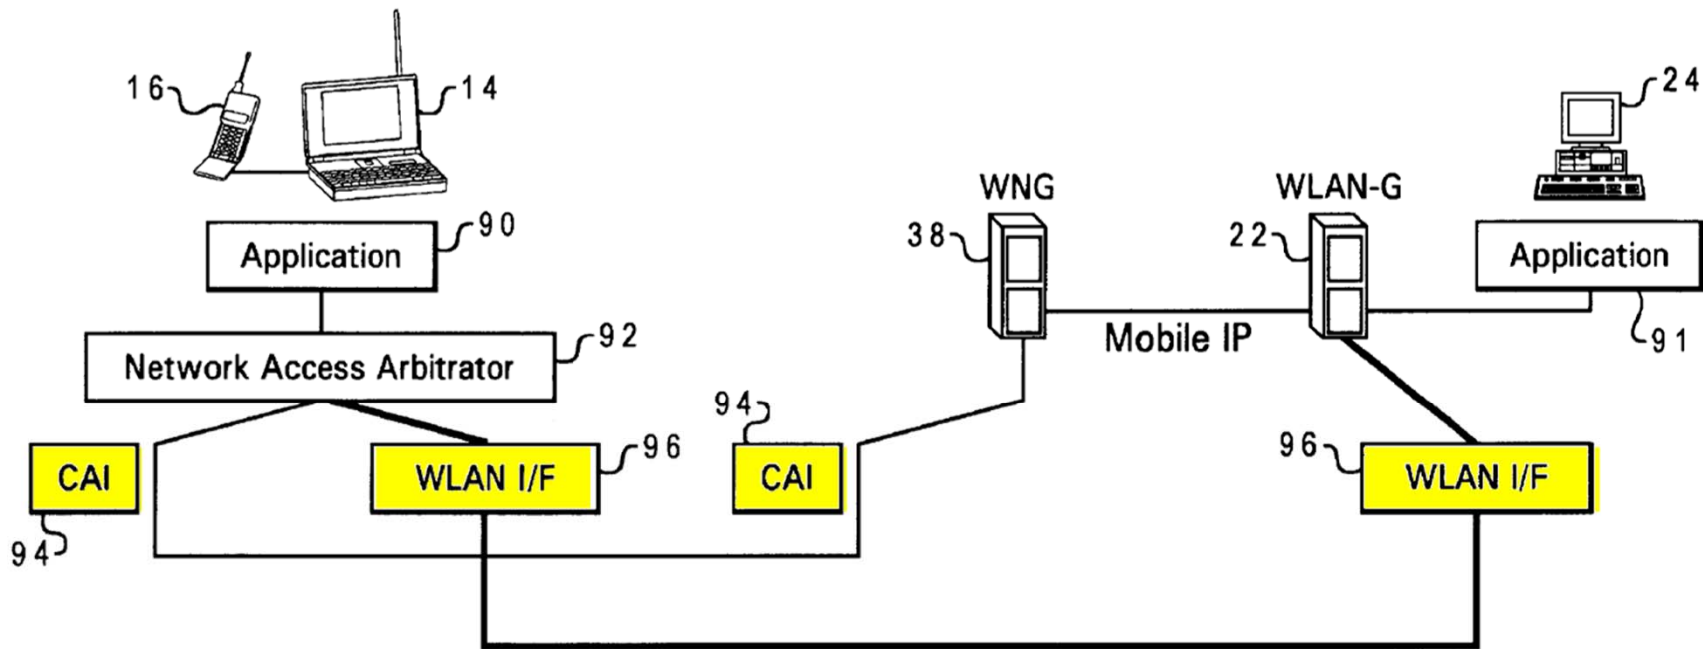 16
14
24
WNG
WLAN-G
90
38
22
Application
Application
92
Mobile IP
91
Network Access Arbitrator
94
96
96
CAI
WLAN I/F
CAI
WLAN I/F
94